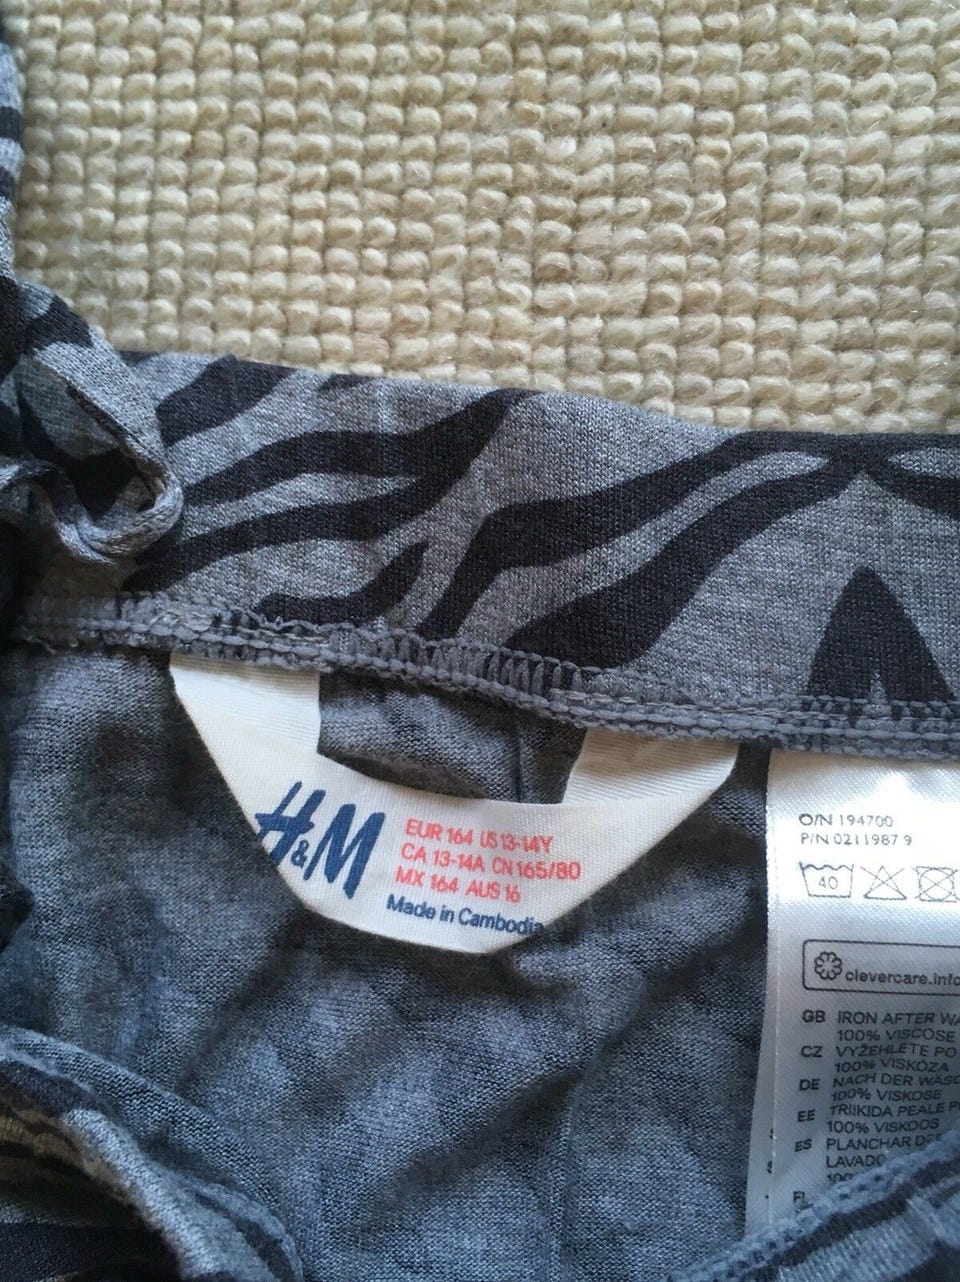 H&M
EUR 164 US 13-14Y
CA 13-14A CN 165/80
MX 164 AUS 16
Made in Cambodia
O/N 194700
P/N 0211987 9
40
clevercare.info
GB IRON AFTER WA
100% VISCOSE
CZ VYŽEHLETE PO
100% VISKÓZA
DE NACH DER WÄSC
100% VISKOSE
EE TRIIKIDA PEALE P
100% VISKOOS
ES PLANCHAR DE
LAVADO
100